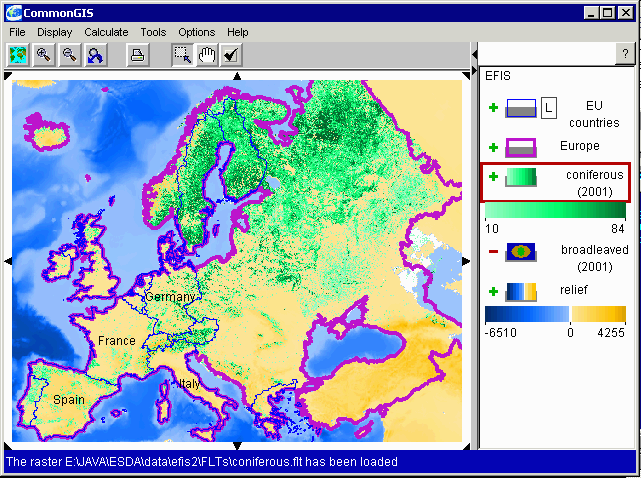 CommonGIS
File Display Calculate Tools Options Help
?
EFIS
L EU
countries
Europe
coniferous
(2001)
10 84
broadleaved
(2001)
relief
-6510 0 4255
Germany
France
Italy
Spain
The raster E:\JAVA\ESDA\data\efis2\FLTs\coniferous.flt has been loaded